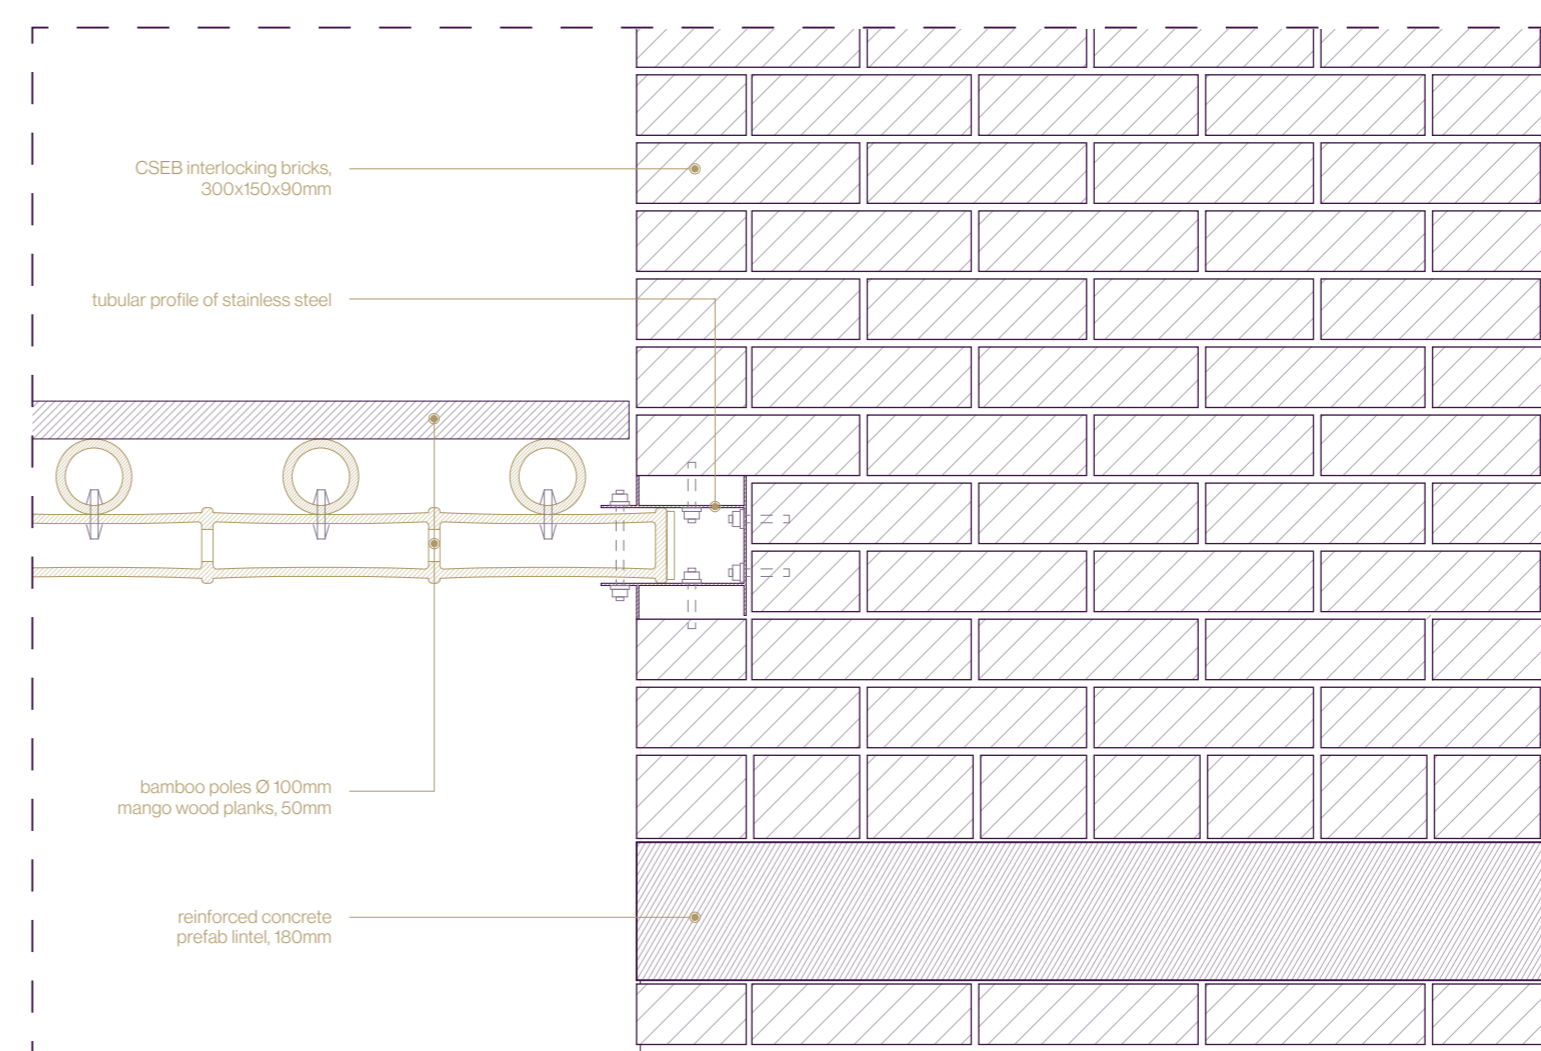 CSEB interlocking bricks,
300x150x90mm
tubular profile of stainless steel
bamboo poles Ø 100mm
mango wood planks, 50mm
reinforced concrete
prefab lintel, 180mm